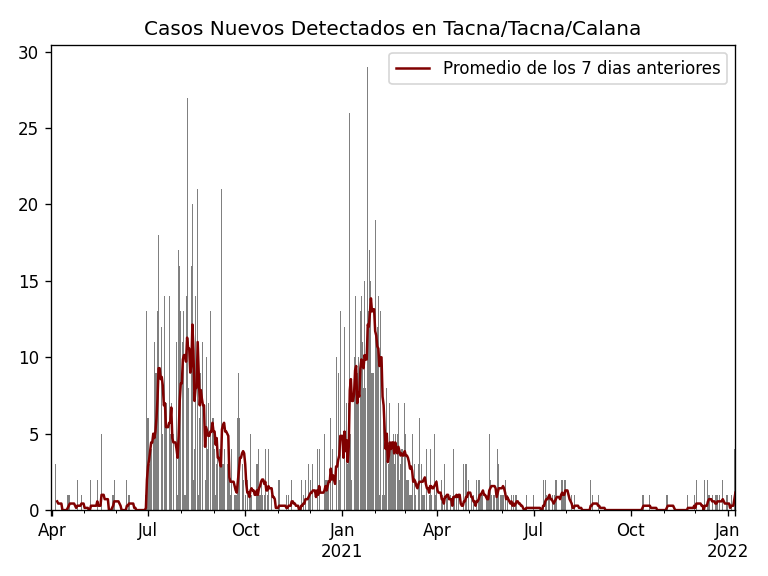 Casos Nuevos Detectados en Tacna/Tacna/Calana
Promedio de los 7 dias anteriores
30
25
20
15
10
5
0
Apr Jul Oct Jan Apr Jul Oct Jan
2021 2022